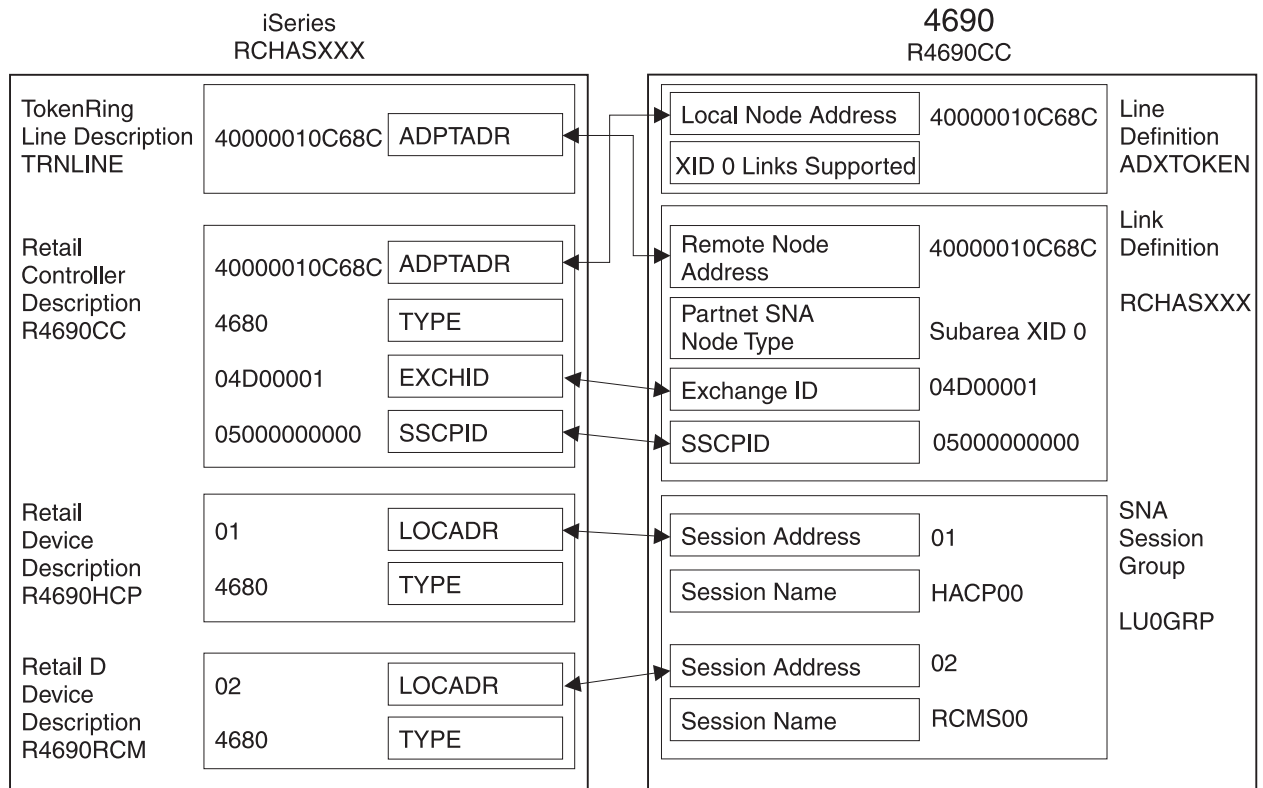 iSeries
RCHASXXX
TokenRing
Line Description
TRNLINE
40000010C68C
ADPTADR
Retail
Controller
Description
R4690CC
40000010C68C
ADPTADR
4680
TYPE
04D00001
EXCHID
05000000000
SSCPID
Retail
Device
Description
R4690HCP
01
LOCADR
4680
TYPE
Retail D
Device
Description
R4690RCM
02
LOCADR
4680
TYPE
4690
R4690CC
Local Node Address
40000010C68C
XID 0 Links Supported
Line
Definition
ADXTOKEN
Remote Node
Address
40000010C68C
Partnet SNA
Node Type
Subarea XID 0
Exchange ID
04D00001
SSCPID
05000000000
Link
Definition
RCHASXXX
Session Address
01
Session Name
HACP00
Session Address
02
Session Name
RCMS00
SNA
Session
Group
LU0GRP